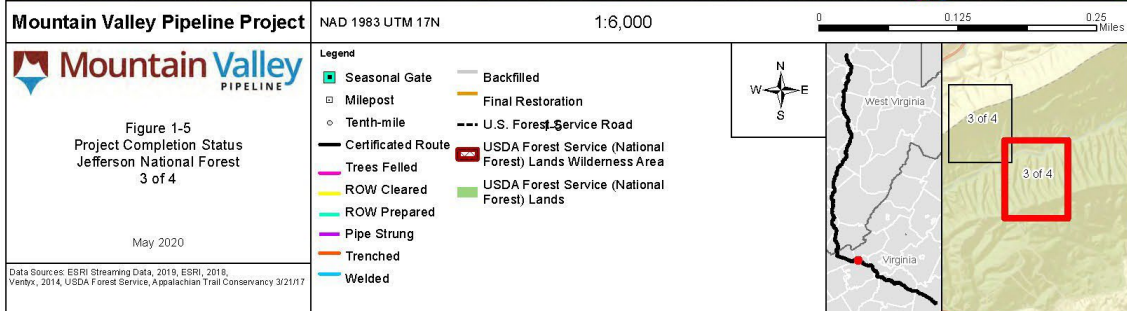 Mountain Valley Pipeline Project
NAD 1983 UTM 17N
1:6,000
0
0.125
0.25
Miles
Mountain Valley
PIPELINE
Figure 1-5
Project Completion Status
Jefferson National Forest
3 of 4
May 2020
Data Sources: ESRI Streaming Data, 2019, ESRI, 2018,
Ventyx, 2014, USDA Forest Service, Appalachian Trail Conservancy 3/21/17
Legend
Seasonal Gate
Milepost
Tenth-mile
Certificated Route
Trees Felled
ROW Cleared
ROW Prepared
Pipe Strung
Trenched
Welded
Backfilled
Final Restoration
U.S. Forest Service Road
1-5
USDA Forest Service (National
Forest) Lands Wilderness Area
USDA Forest Service (National
Forest) Lands
N
W
E
S
West Virginia
Virginia
3 of 4
3 of 4